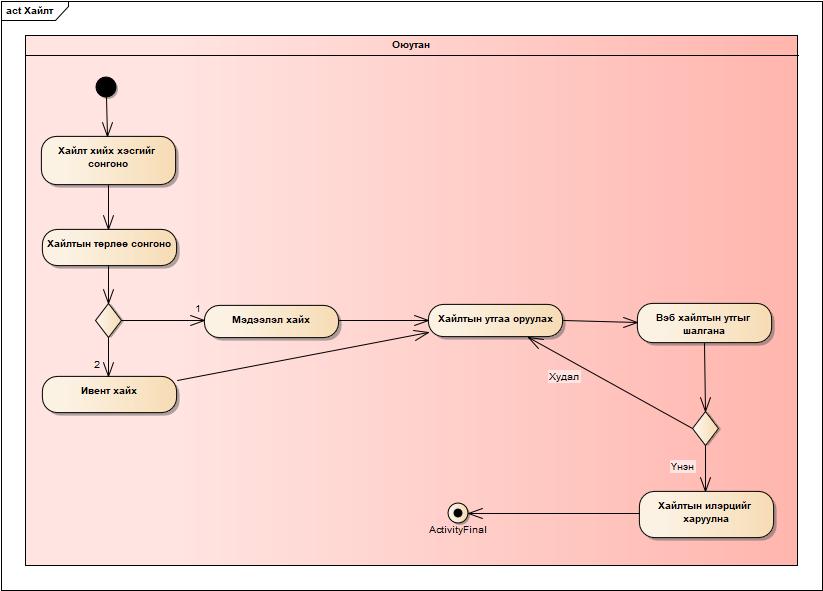 act Хайлт
Оюутан
Хайлт хийх хэсгийг
сонгоно
Хайлтын төрлөө сонгоно
1
Мэдээлэл хайх
Хайлтын утгаа оруулах
Вэб хайлтын утгыг
шалгана
2
Ивент хайх
Худал
Үнэн
Хайлтын илэрцийг
харуулна
ActivityFinal